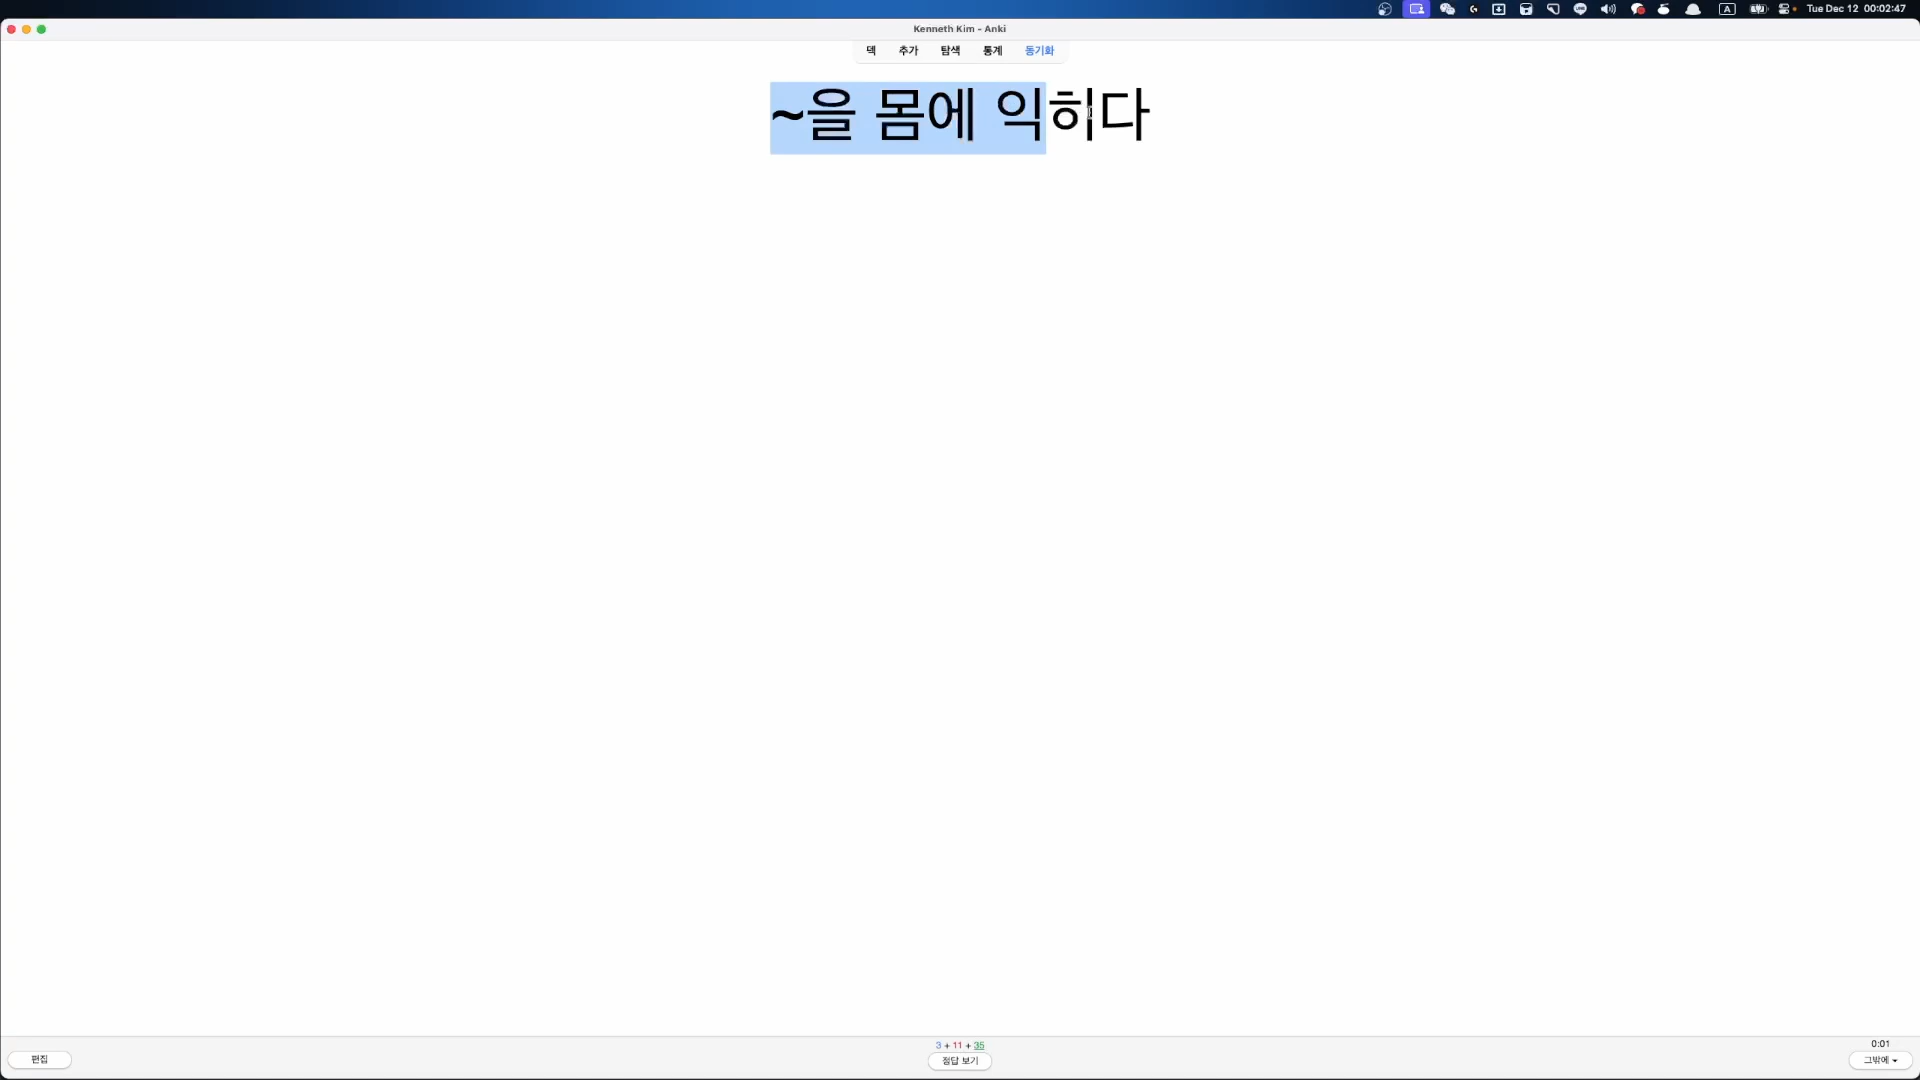 Tue Dec 12 00:02:47
Kenneth Kim - Anki
덱 추가 탐색 통계 동기화
~을 몸에 익히다
3 + 11 + 35
0:01
편집
정답 보기
그밖에